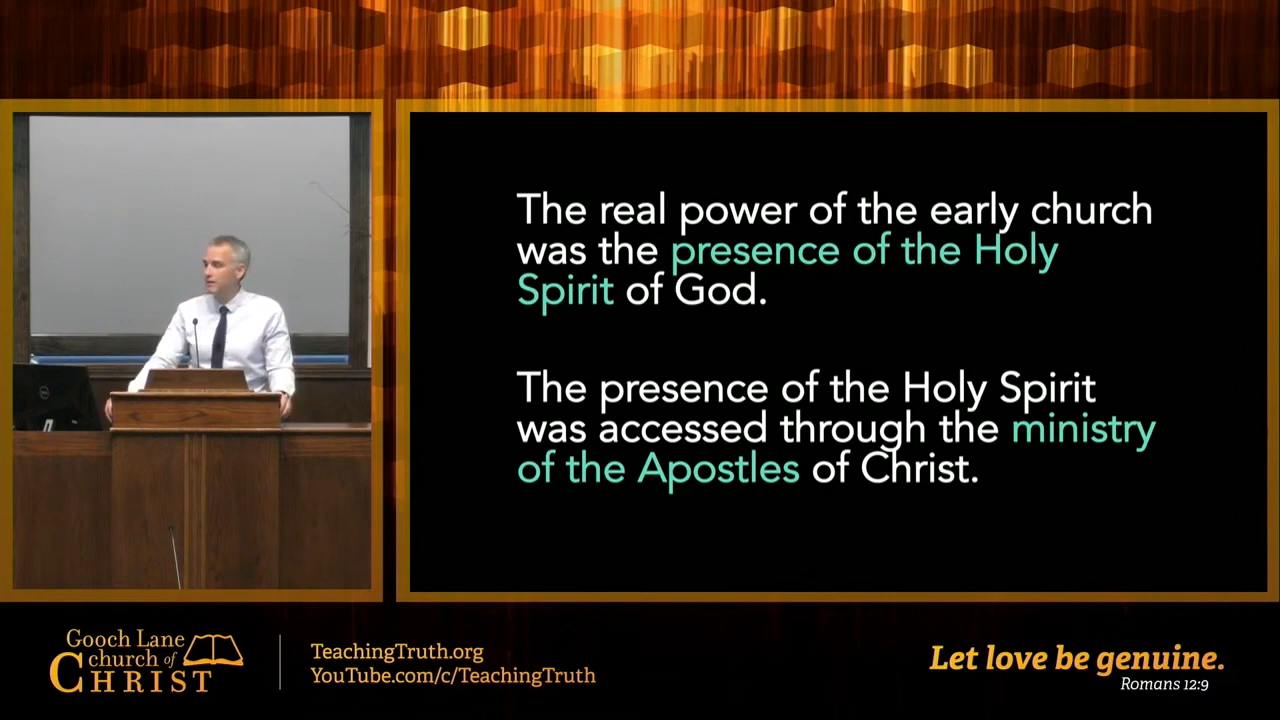 The real power of the early church
was the presence of the Holy
Spirit of God.
The presence of the Holy Spirit
was accessed through the ministry
of the Apostles of Christ.
Gooch Lane
church of
CHRIST
TeachingTruth.org
YouTube.com/c/TeachingTruth
Let love be genuine.
Romans 12:9